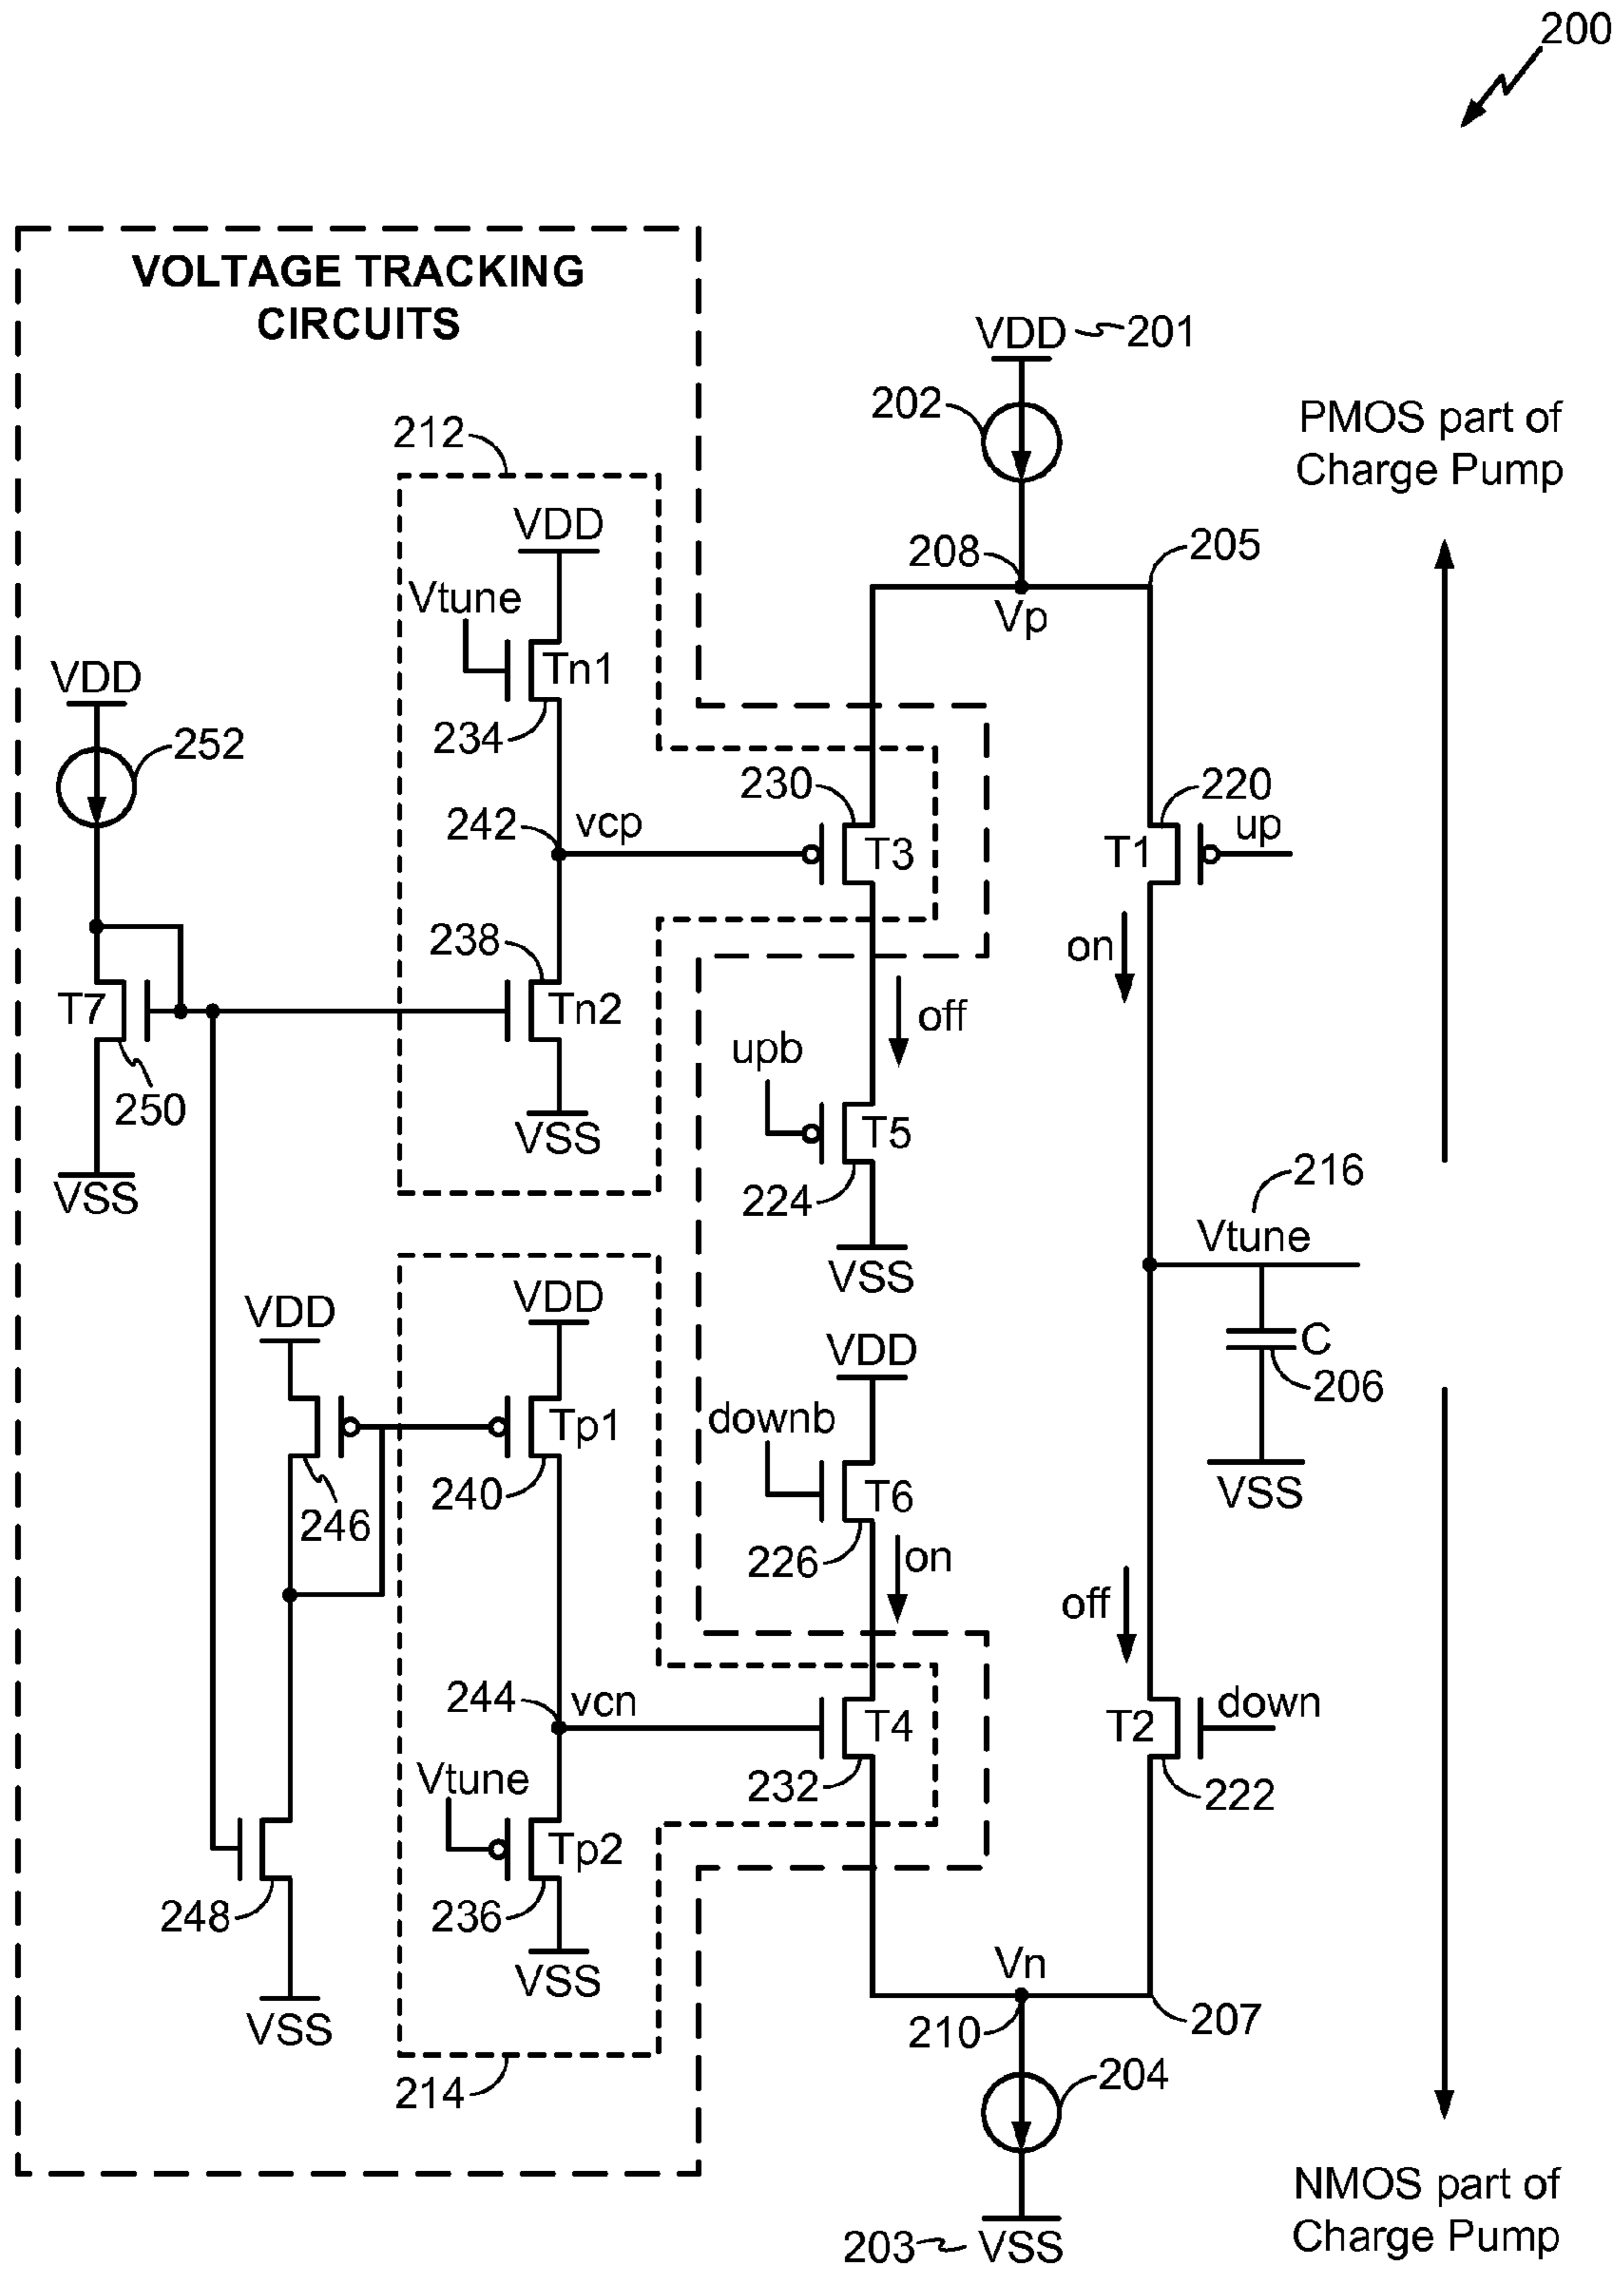 200
VOLTAGE TRACKING
CIRCUITS
VDD
201
202
PMOS part of
Charge Pump
212
VDD
208
205
Vtune
Vp
Tn1
VDD
234
252
230
220
up
242
vcp
T3
T1
238
on
T7
Tn2
off
upb
250
VSS
T5
VSS
224
216
Vtune
VSS
VDD
VDD
VDD
C
206
downb
Tp1
T6
VSS
240
246
226
on
off
244
vcn
T4
T2
down
Vtune
232
222
Tp2
248
236
Vn
VSS
VSS
210
207
214
204
NMOS part of
Charge Pump
203
VSS